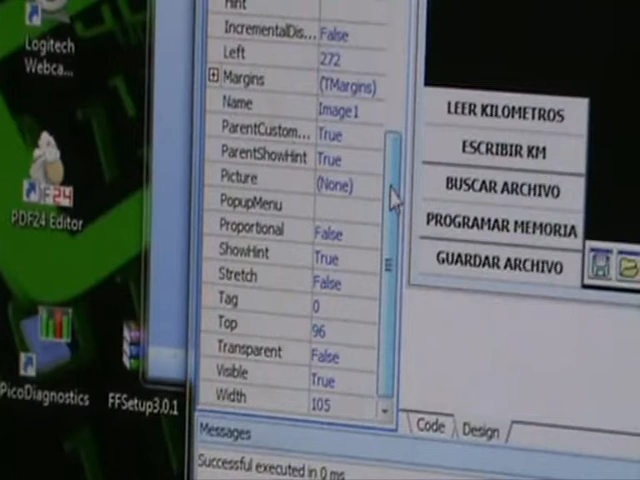 Hint
IncrementalDis... False
Left 272
Margins (TMargins)
Name Image1
ParentCustom... True
ParentShowHint True
Picture (None)
PopupMenu
Proportional False
ShowHint True
Stretch False
Tag 0
Top 96
Transparent False
Visible True
Width 105
Messages
Successful executed in 0 ms
Code
Design
LEER KILOMETROS
ESCRIBIR KM
BUSCAR ARCHIVO
PROGRAMAR MEMORIA
GUARDAR ARCHIVO
Logitech
Webca...
F24
PDF24 Editor
PicoDiagnostics
FFSetup3.0.1